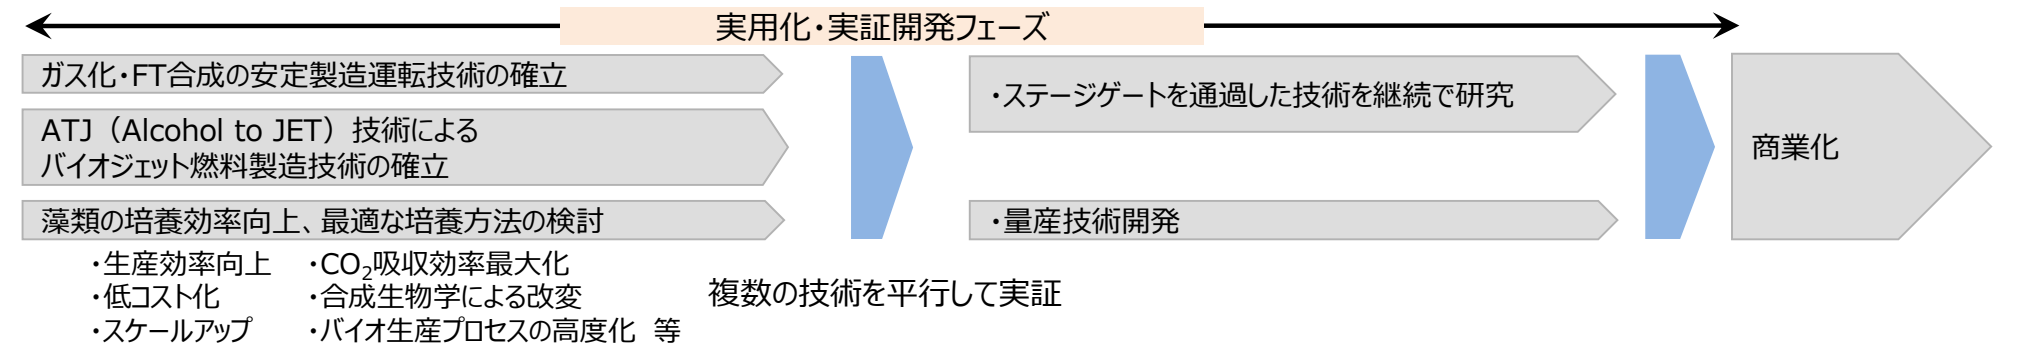 実用化・実証開発フェーズ
ガス化・FT合成の安定製造運転技術の確立
ATJ（Alcohol to JET）技術による
バイオジェット燃料製造技術の確立
藻類の培養効率向上、最適な培養方法の検討
・生産効率向上　・CO₂吸収効率最大化
・低コスト化　・合成生物学による改変
・スケールアップ　・バイオ生産プロセスの高度化　等
・ステージゲートを通過した技術を継続で研究
・量産技術開発
複数の技術を平行して実証
商業化